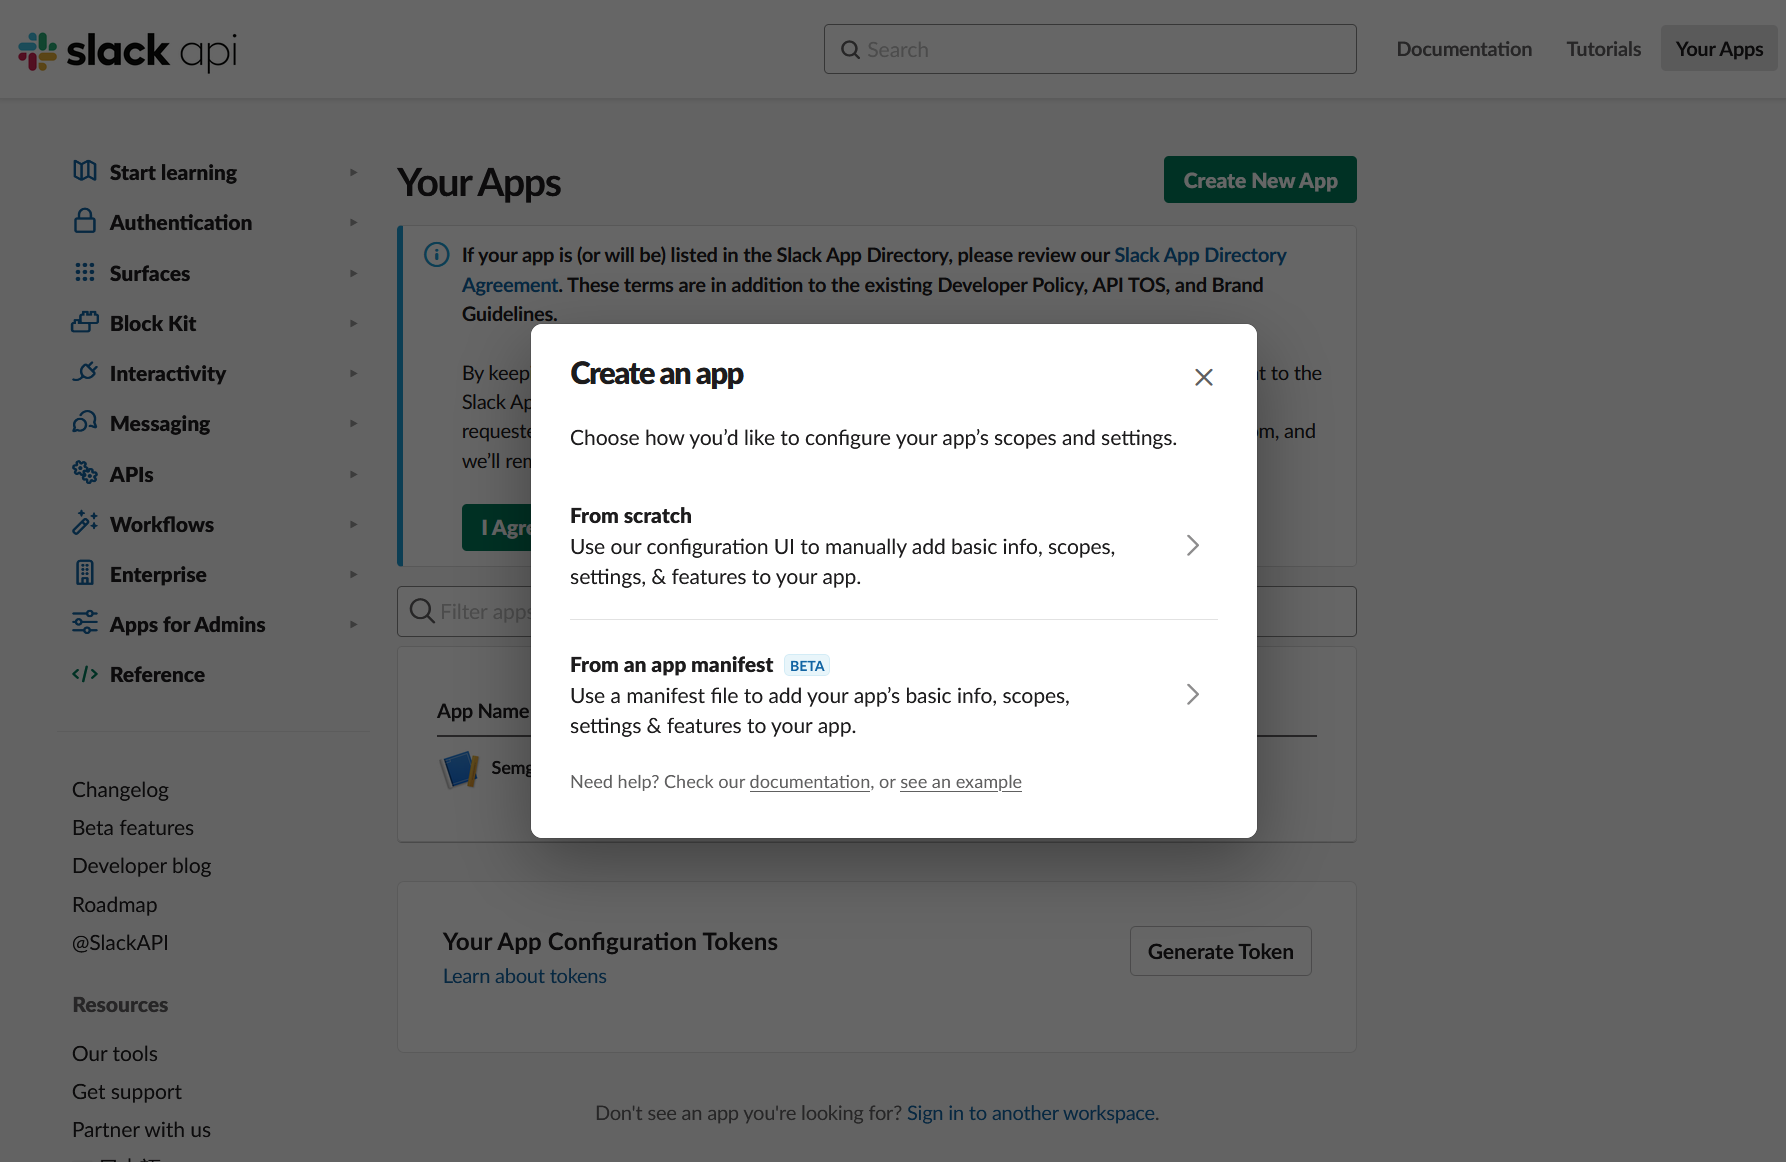 slack api
Search
Documentation
Tutorials
Your Apps
Start learning
Authentication
Surfaces
Block Kit
Interactivity
Messaging
APIs
Workflows
Enterprise
Apps for Admins
Reference
Changelog
Beta features
Developer blog
Roadmap
@SlackAPI
Resources
Our tools
Get support
Partner with us
Your Apps
Create New App
If your app is (or will be) listed in the Slack App Directory, please review our Slack App Directory
Agreement. These terms are in addition to the existing Developer Policy, API TOS, and Brand
Guidelines.
By keep
t to the
Slack Ap
requeste
m, and
we'll rem
I Agre
Filter apps
App Name
Semg
Create an app
Choose how you’d like to configure your app’s scopes and settings.
From scratch
Use our configuration UI to manually add basic info, scopes,
settings, & features to your app.
From an app manifest BETA
Use a manifest file to add your app’s basic info, scopes,
settings & features to your app.
Need help? Check our documentation, or see an example
Your App Configuration Tokens
Learn about tokens
Generate Token
Don't see an app you're looking for? Sign in to another workspace.